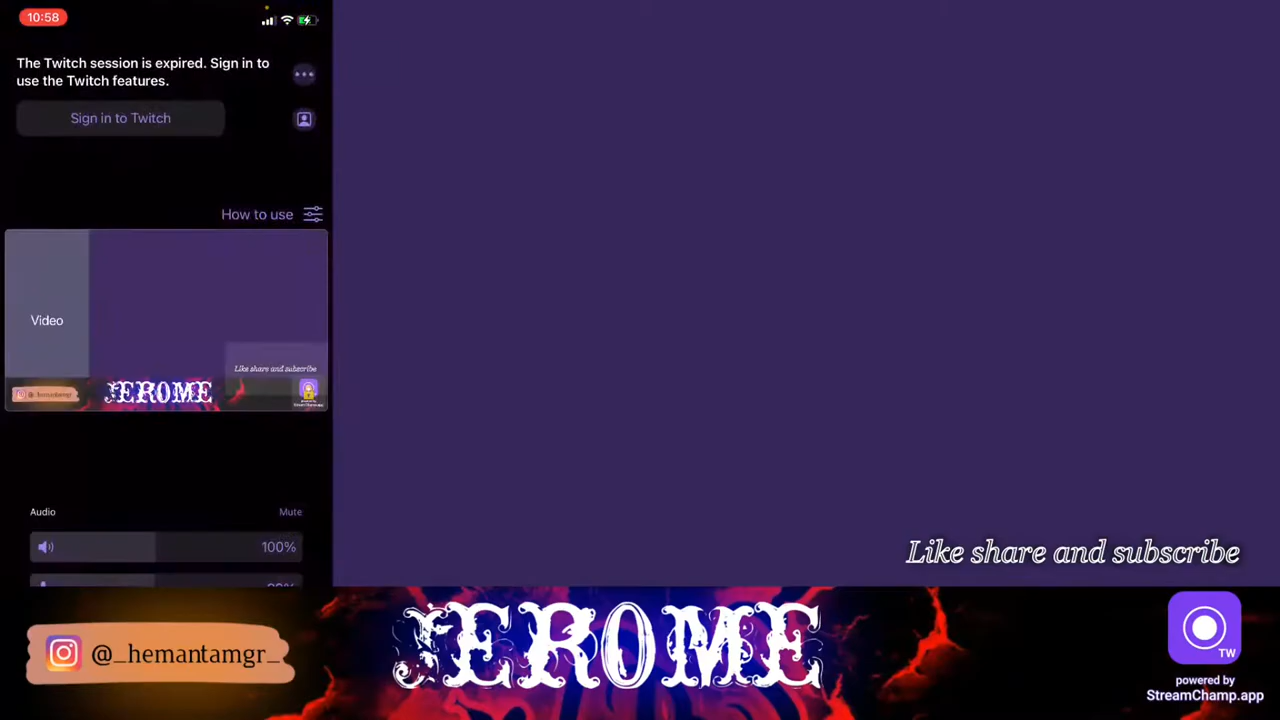 10:58
The Twitch session is expired. Sign in to
use the Twitch features.
Sign in to Twitch
How to use
Video
Like share and subscribe
JEROME
Audio
Mute
100%
Like share and subscribe
@_hemantamgr_
JEROME
TW
powered by
StreamChamp.app